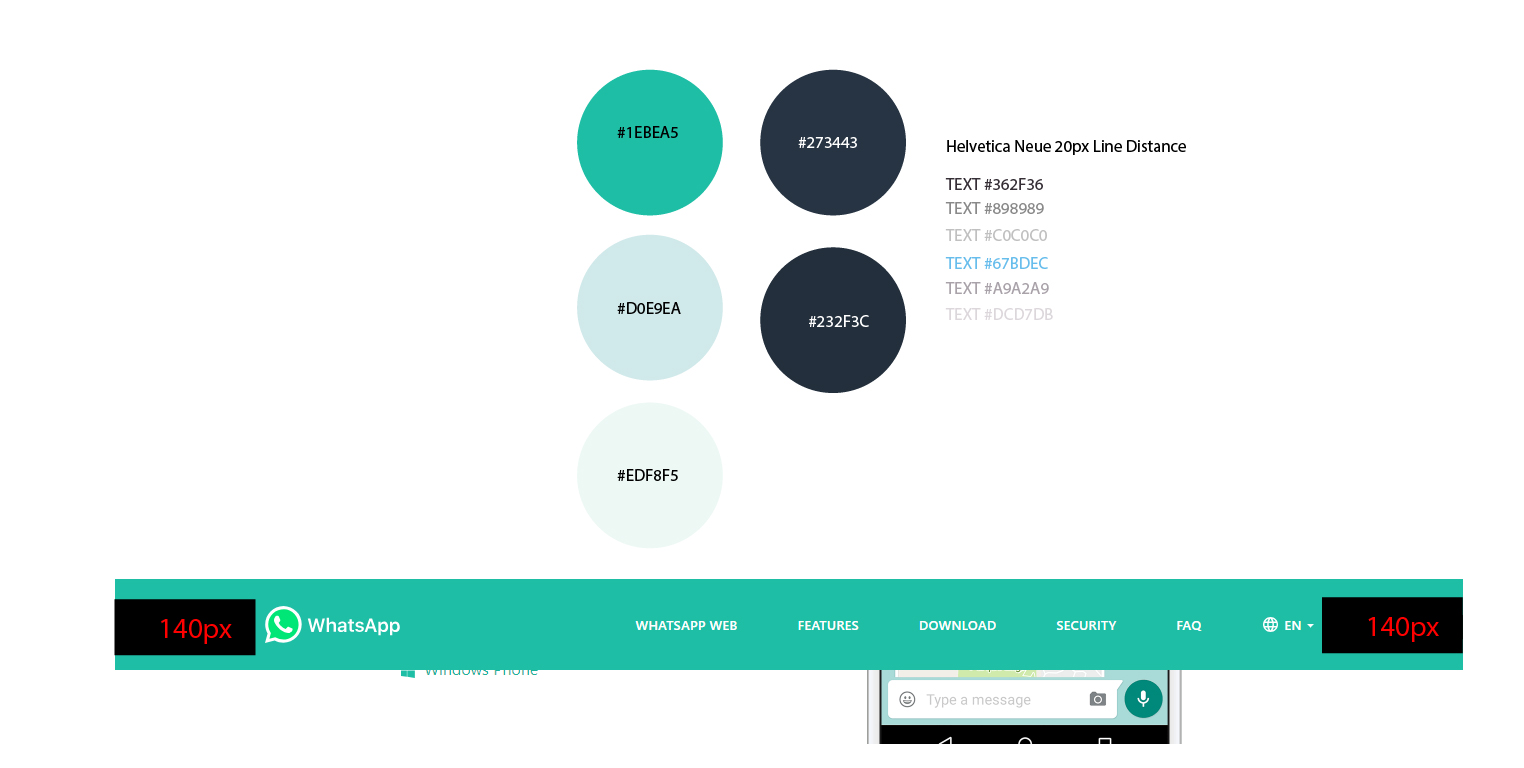 #1EBEA5
#273443
Helvetica Neue 20px Line Distance
TEXT #362F36
TEXT #898989
TEXT #C0C0C0
TEXT #67BDEC
TEXT #A9A2A9
TEXT #DCD7DB
#D0E9EA
#232F3C
#EDF8F5
140px WhatsApp WHATSAPP WEB FEATURES DOWNLOAD SECURITY FAQ EN 140px
Windows Phone
Type a message